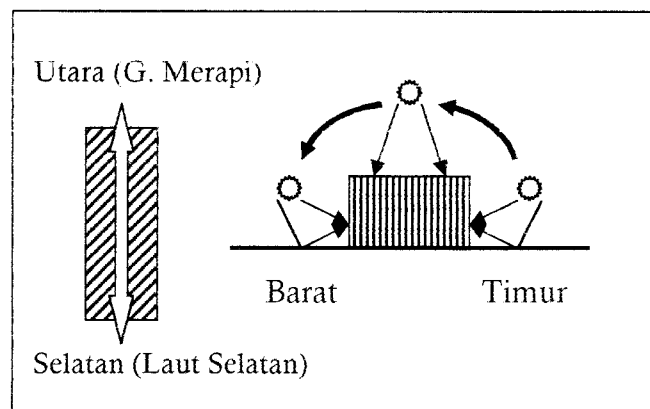 Utara (G. Merapi)
Barat
Timur
Selatan (Laut Selatan)